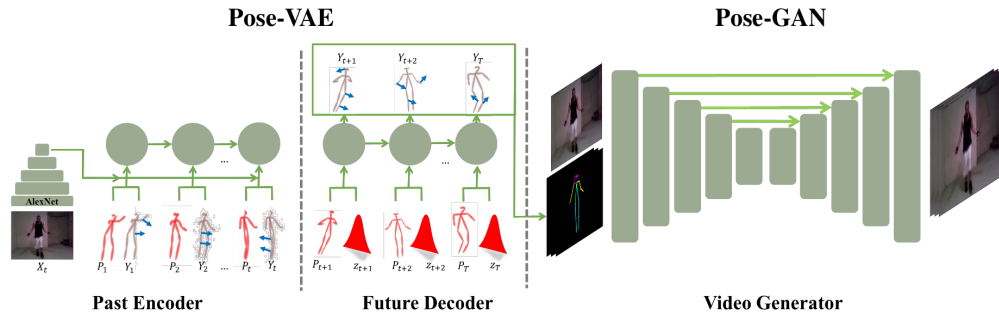 Pose-VAE
Pose-GAN
Y_{t+1}
Y_{t+2}
Y_T
...
...
AlexNet
X_t
P_1
Y_1
P_2
Y_2
...
P_t
Y_t
P_{t+1}
z_{t+1}
P_{t+2}
z_{t+2}
P_T
z_T
Past Encoder
Future Decoder
Video Generator